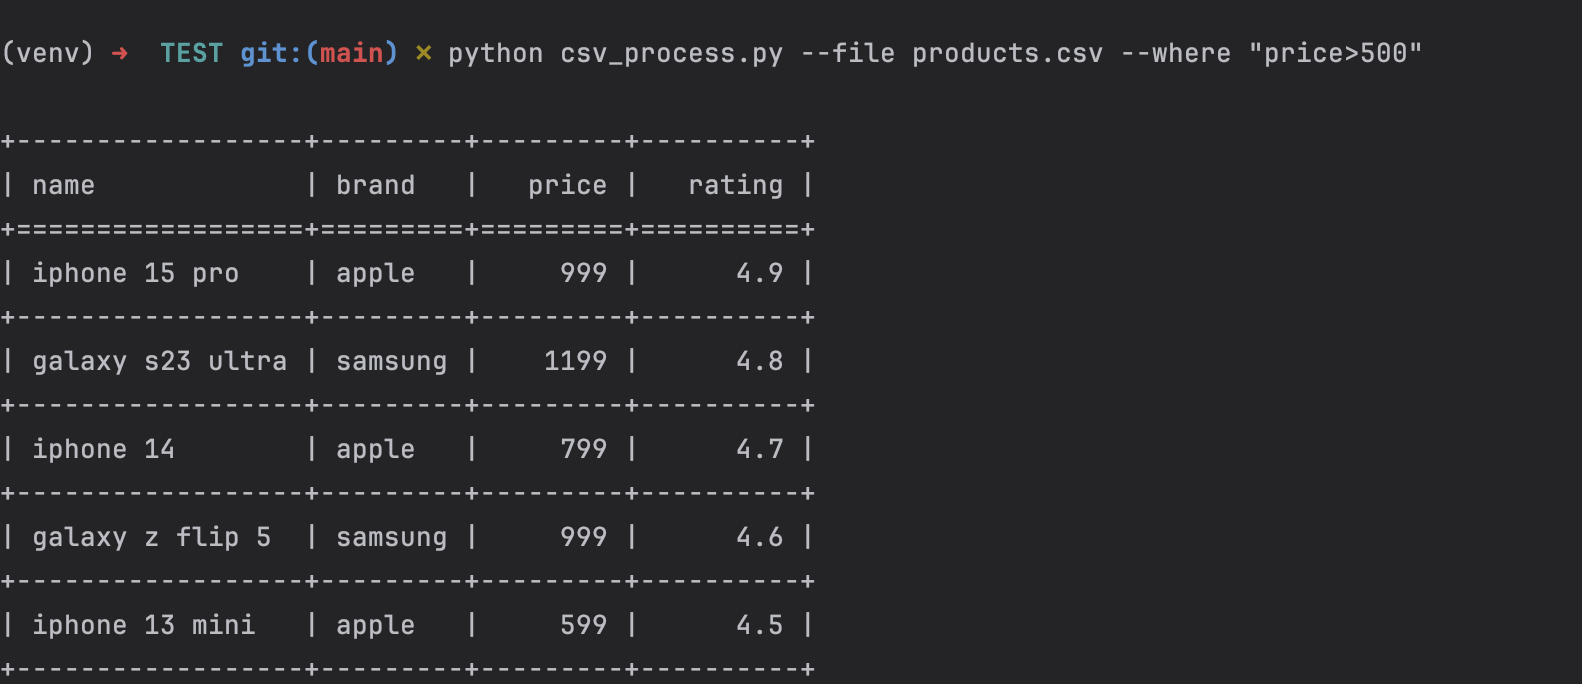 (venv) ➜  TEST git:(main) ✗ python csv_process.py --file products.csv --where "price>500"
+------------------+---------+---------+----------+
| name             | brand   |   price |   rating |
+==================+=========+=========+==========+
| iphone 15 pro    | apple   |     999 |      4.9 |
+------------------+---------+---------+----------+
| galaxy s23 ultra | samsung |    1199 |      4.8 |
+------------------+---------+---------+----------+
| iphone 14        | apple   |     799 |      4.7 |
+------------------+---------+---------+----------+
| galaxy z flip 5  | samsung |     999 |      4.6 |
+------------------+---------+---------+----------+
| iphone 13 mini   | apple   |     599 |      4.5 |
+------------------+---------+---------+----------+